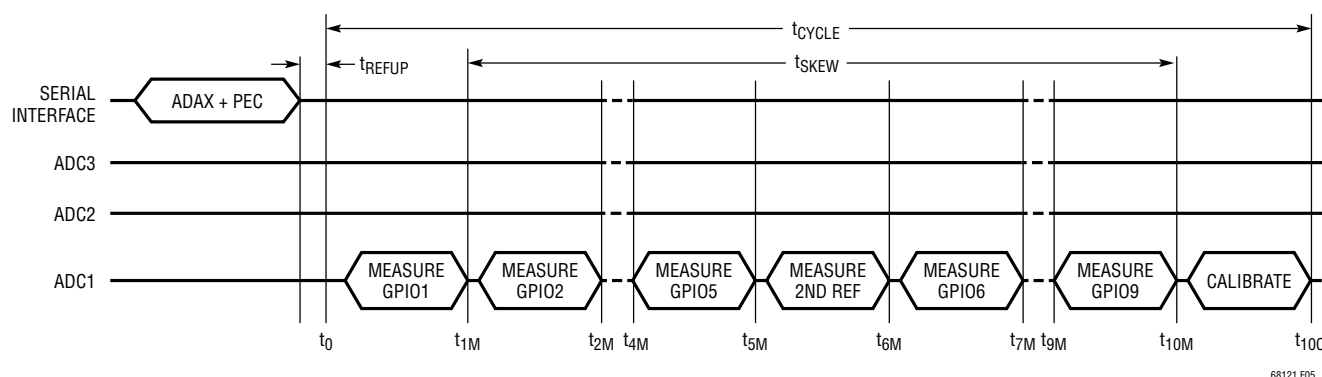 tCYCLE
tREFUP
tSKEW
SERIAL
INTERFACE
ADAX + PEC
ADC3
ADC2
ADC1
MEASURE
GPIO1
MEASURE
GPIO2
MEASURE
GPIO5
MEASURE
2ND REF
MEASURE
GPIO6
MEASURE
GPIO9
CALIBRATE
t0
t1M
t2M
t4M
t5M
t6M
t7M
t9M
t10M
t10C
68121 F05